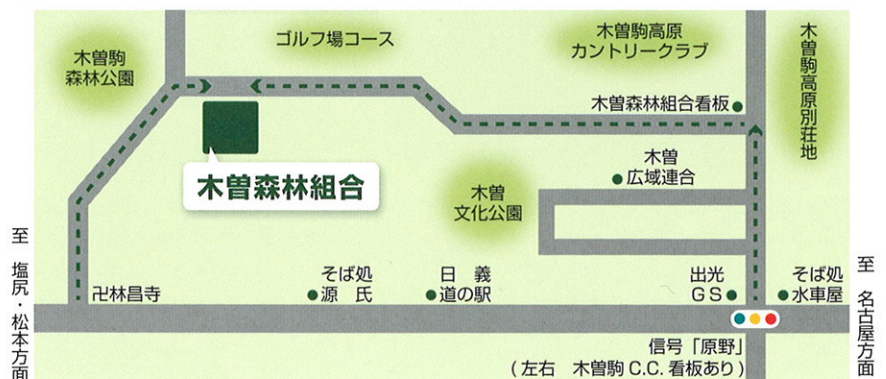 ゴルフ場コース
木曽駒高原
カントリークラブ
木曽駒
森林公園
木曽駒高原別荘地
木曽森林組合看板
木曽森林組合
木曽
広域連合
木曽
文化公園
至 塩尻・松本方面
卍林昌寺
そば処
源 氏
日 義
道の駅
出光
GS
そば処
水車屋
至 名古屋方面
信号「原野」
(左右 木曽駒C.C.看板あり)